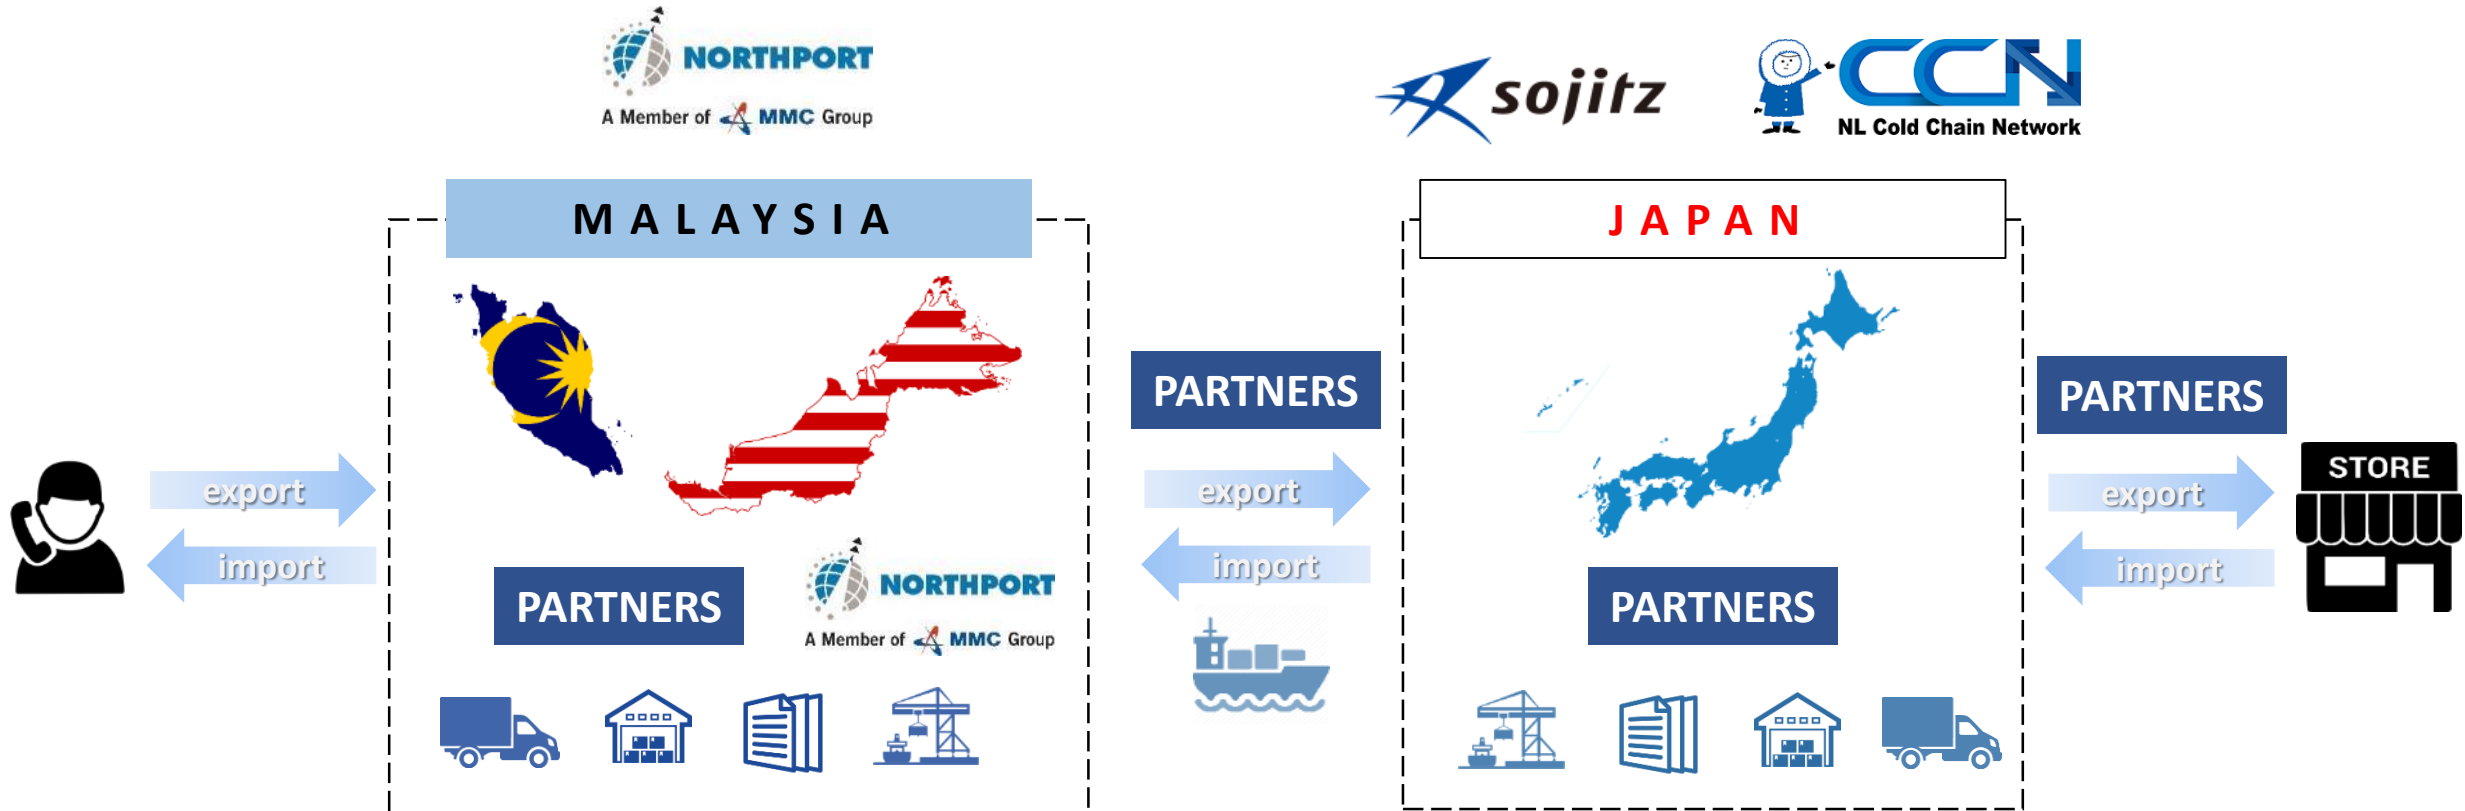 NORTHPORT
A Member of MMC Group
sojitz
CCN
NL Cold Chain Network
MALAYSIA
JAPAN
PARTNERS
PARTNERS
STORE
export
import
export
import
export
import
PARTNERS
NORTHPORT
A Member of MMC Group
PARTNERS